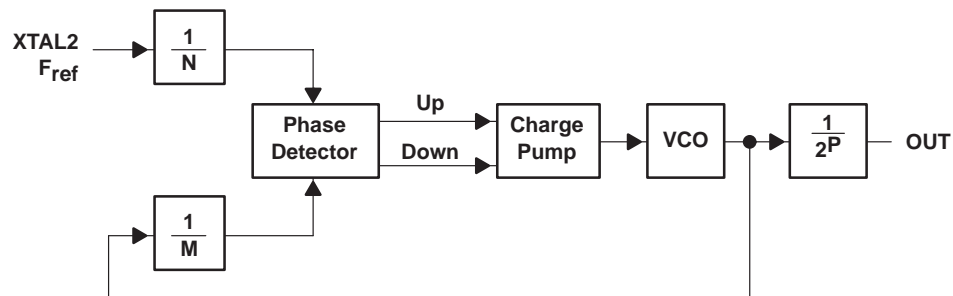 XTAL2
Fref
1
N
Phase
Detector
Up
Down
Charge
Pump
VCO
1
2P
OUT
1
M